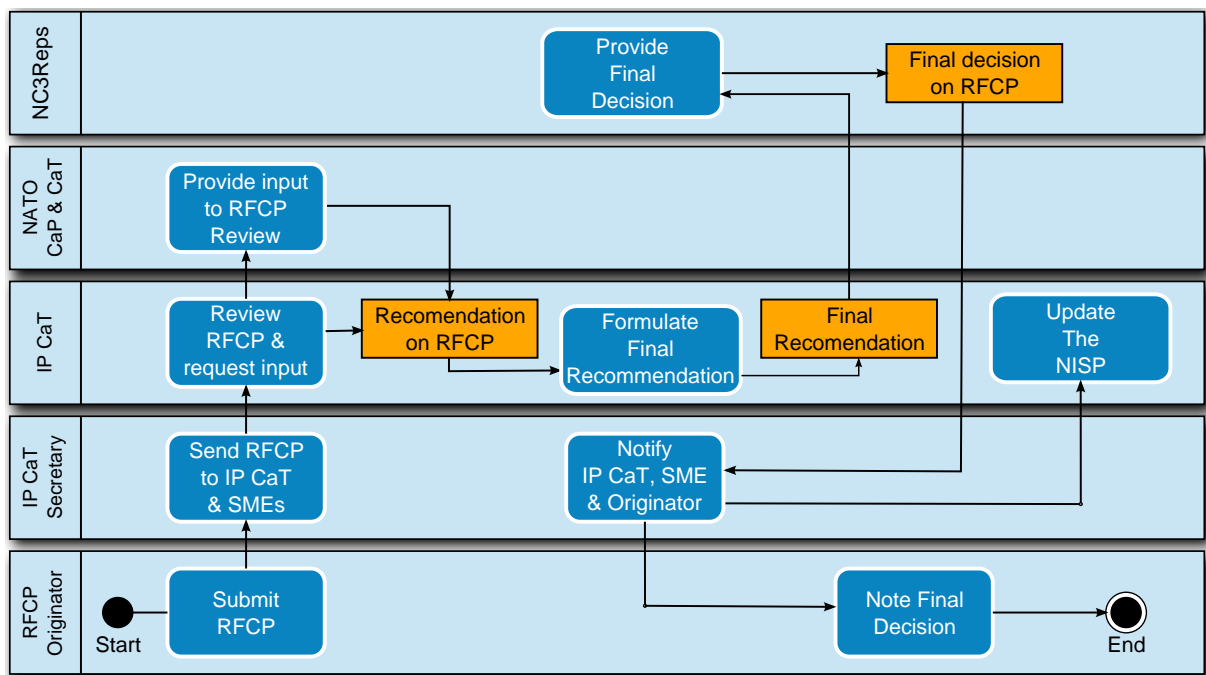 NC3Reps
Provide
Final
Decision
Final decision
on RFCP
NATO
CaP & CaT
Provide input
to RFCP
Review
IP CaT
Review
RFCP &
request input
Recomendation
on RFCP
Formulate
Final
Recommendation
Final
Recomendation
Update
The
NISP
IP CaT
Secretary
Send RFCP
to IP CaT
& SMEs
Notify
IP CaT, SME
& Originator
RFCP
Originator
Start
Submit
RFCP
Note Final
Decision
End